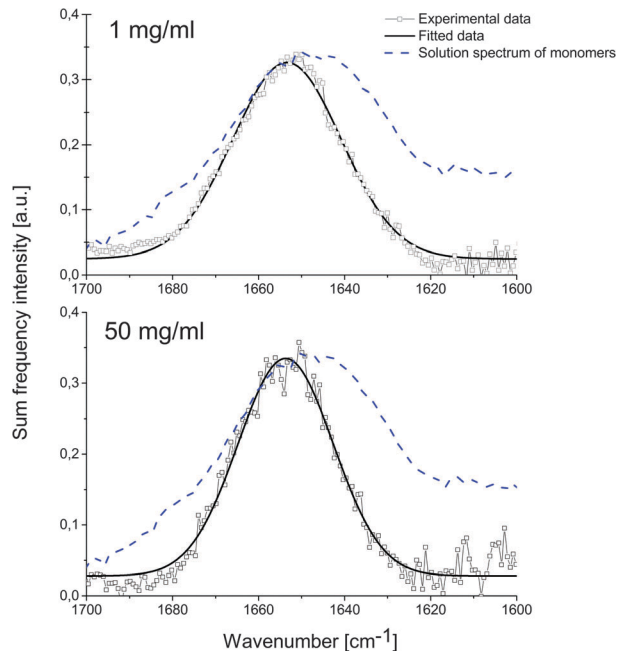 1 mg/ml
Experimental data
Fitted data
Solution spectrum of monomers
0,4
0,3
0,2
0,1
0,0
1700 1680 1660 1640 1620 1600
Sum frequency intensity [a.u.]
50 mg/ml
0,4
0,3
0,2
0,1
0,0
1700 1680 1660 1640 1620 1600
Wavenumber [cm⁻¹]